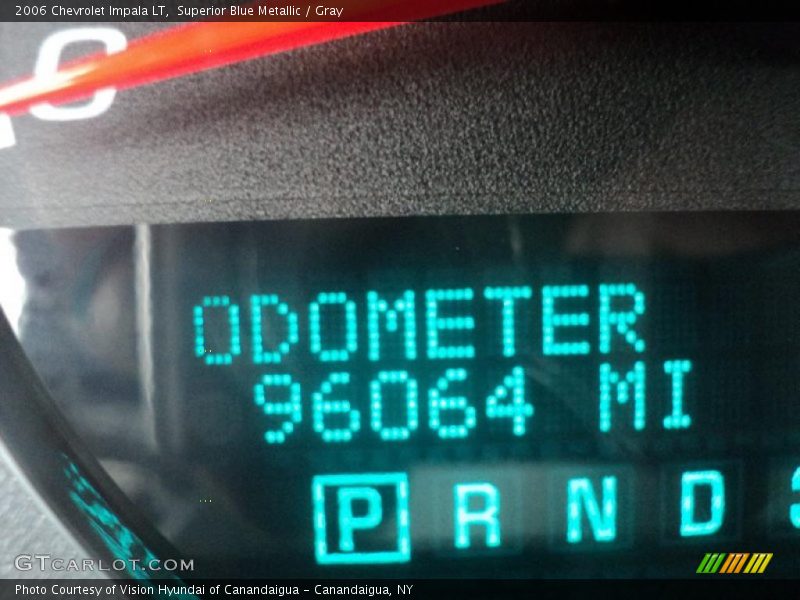 2006 Chevrolet Impala LT, Superior Blue Metallic / Gray
ODOMETER
96064 MI
P R N D
GTCARLOT.COM
Photo Courtesy of Vision Hyundai of Canandaigua - Canandaigua, NY